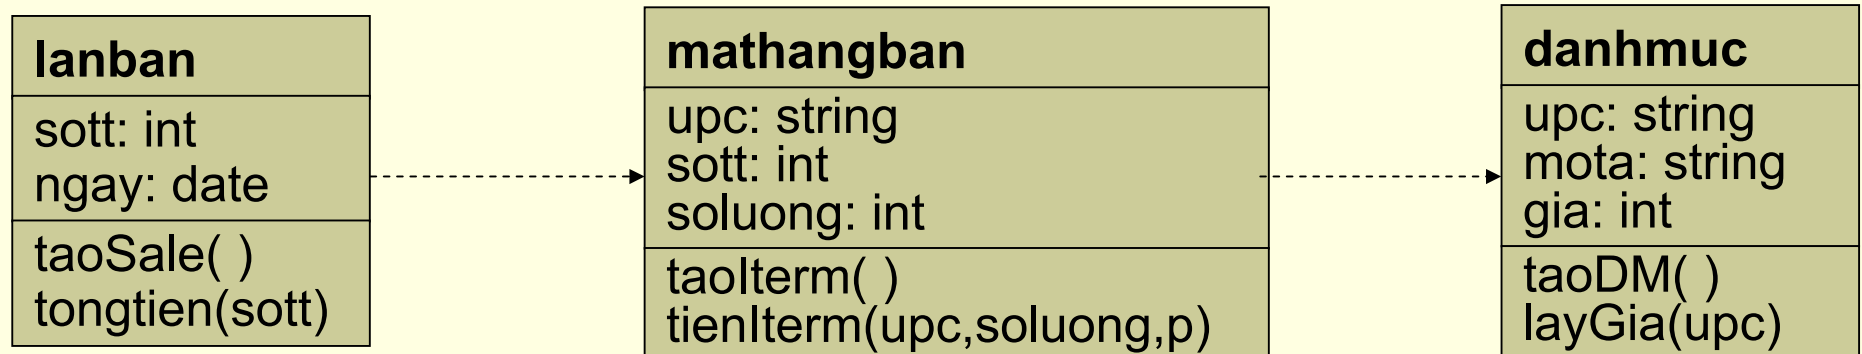 lanban
sott: int
ngay: date
taoSale( )
tongtien(sott)
mathangban
upc: string
sott: int
soluong: int
taoIterm( )
tienIterm(upc,soluong,p)
danhmuc
upc: string
mota: string
gia: int
taoDM( )
layGia(upc)